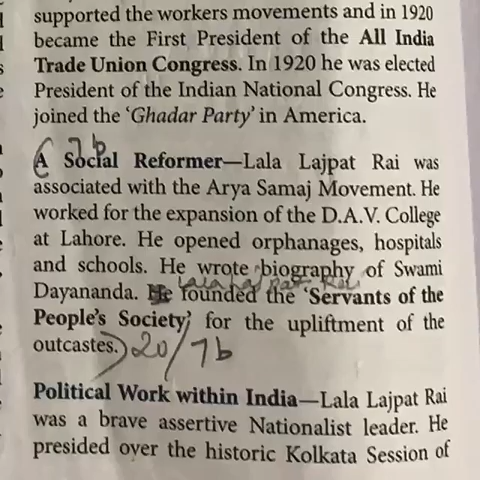 supported the workers movements and in 1920
became the First President of the All India
Trade Union Congress. In 1920 he was elected
President of the Indian National Congress. He
joined the 'Ghadar Party' in America.
7b
(A Social Reformer—Lala Lajpat Rai was
associated with the Arya Samaj Movement. He
worked for the expansion of the D.A.V. College
at Lahore. He opened orphanages, hospitals
and schools. He wrote biography of Swami
Lala Lajpat Rai
Dayananda. He founded the 'Servants of the
People's Society' for the upliftment of the
outcastes.) 20/7b
Political Work within India—Lala Lajpat Rai
was a brave assertive Nationalist leader. He
presided over the historic Kolkata Session of